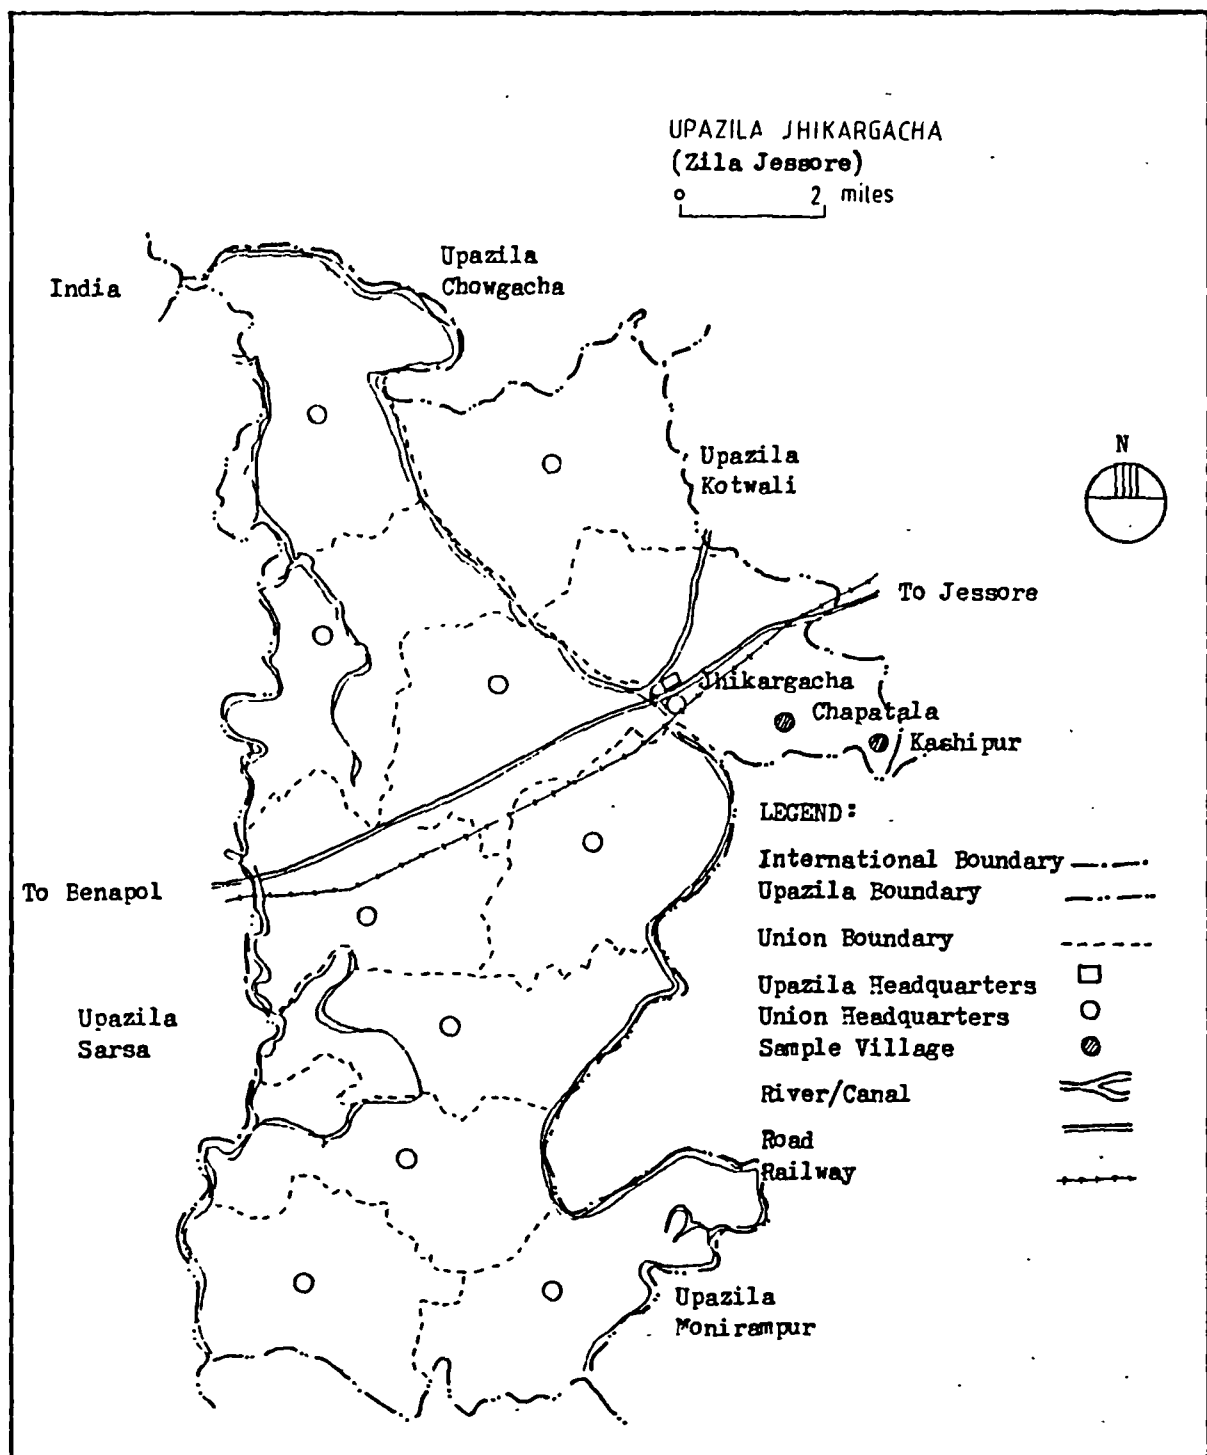 UPAZILA JHIKARGACHA
(Zila Jessore)
0 2 miles
Upazila
Chowgacha
India
Upazila
Kotwali
N
To Jessore
Jhikargacha
Chapatala
Kashipur
LEGEND:
International Boundary
Upazila Boundary
To Benapol
Union Boundary
Upazila Headquarters
Union Headquarters
Sample Village
Upazila
Sarsa
River/Canal
Road
Railway
Upazila
Monirampur